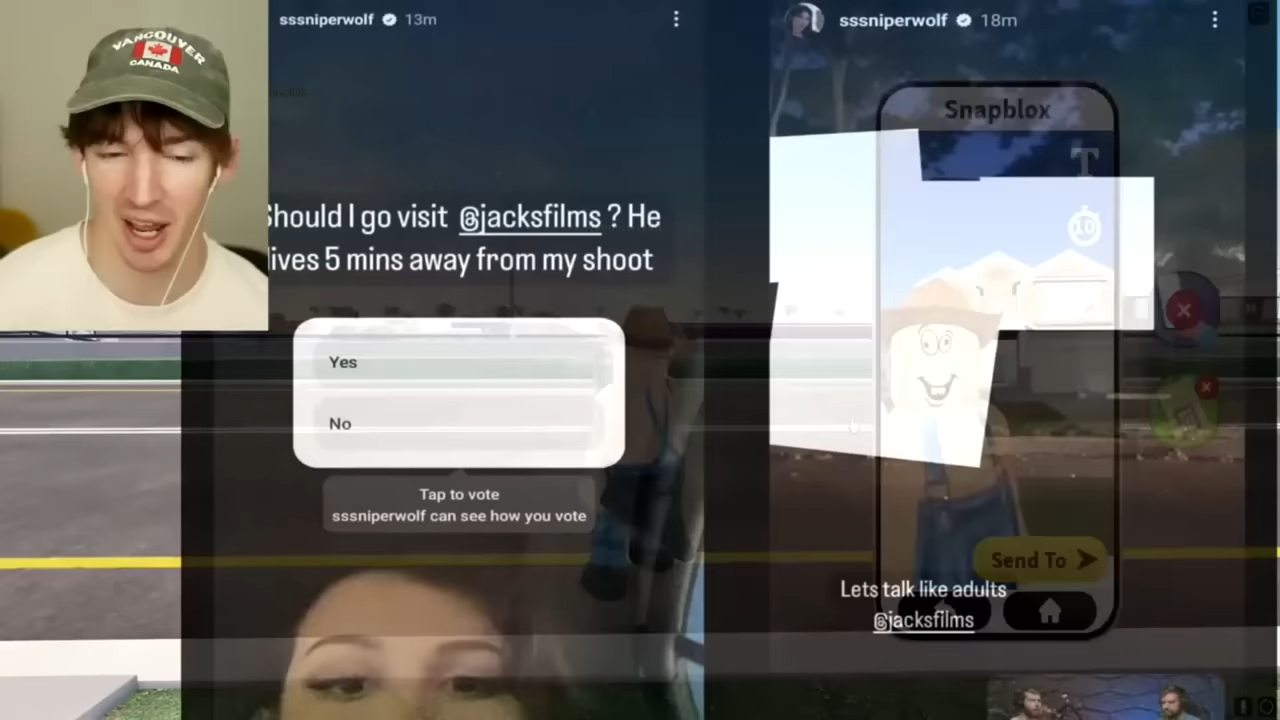 VANCOUVER
CANADA
sssniperwolf 13m
Should I go visit @jacksfilms ? He
lives 5 mins away from my shoot
Yes
No
Tap to vote
sssniperwolf can see how you vote
sssniperwolf 18m
Snapblox
T
10
Send To
Lets talk like adults
@jacksfilms